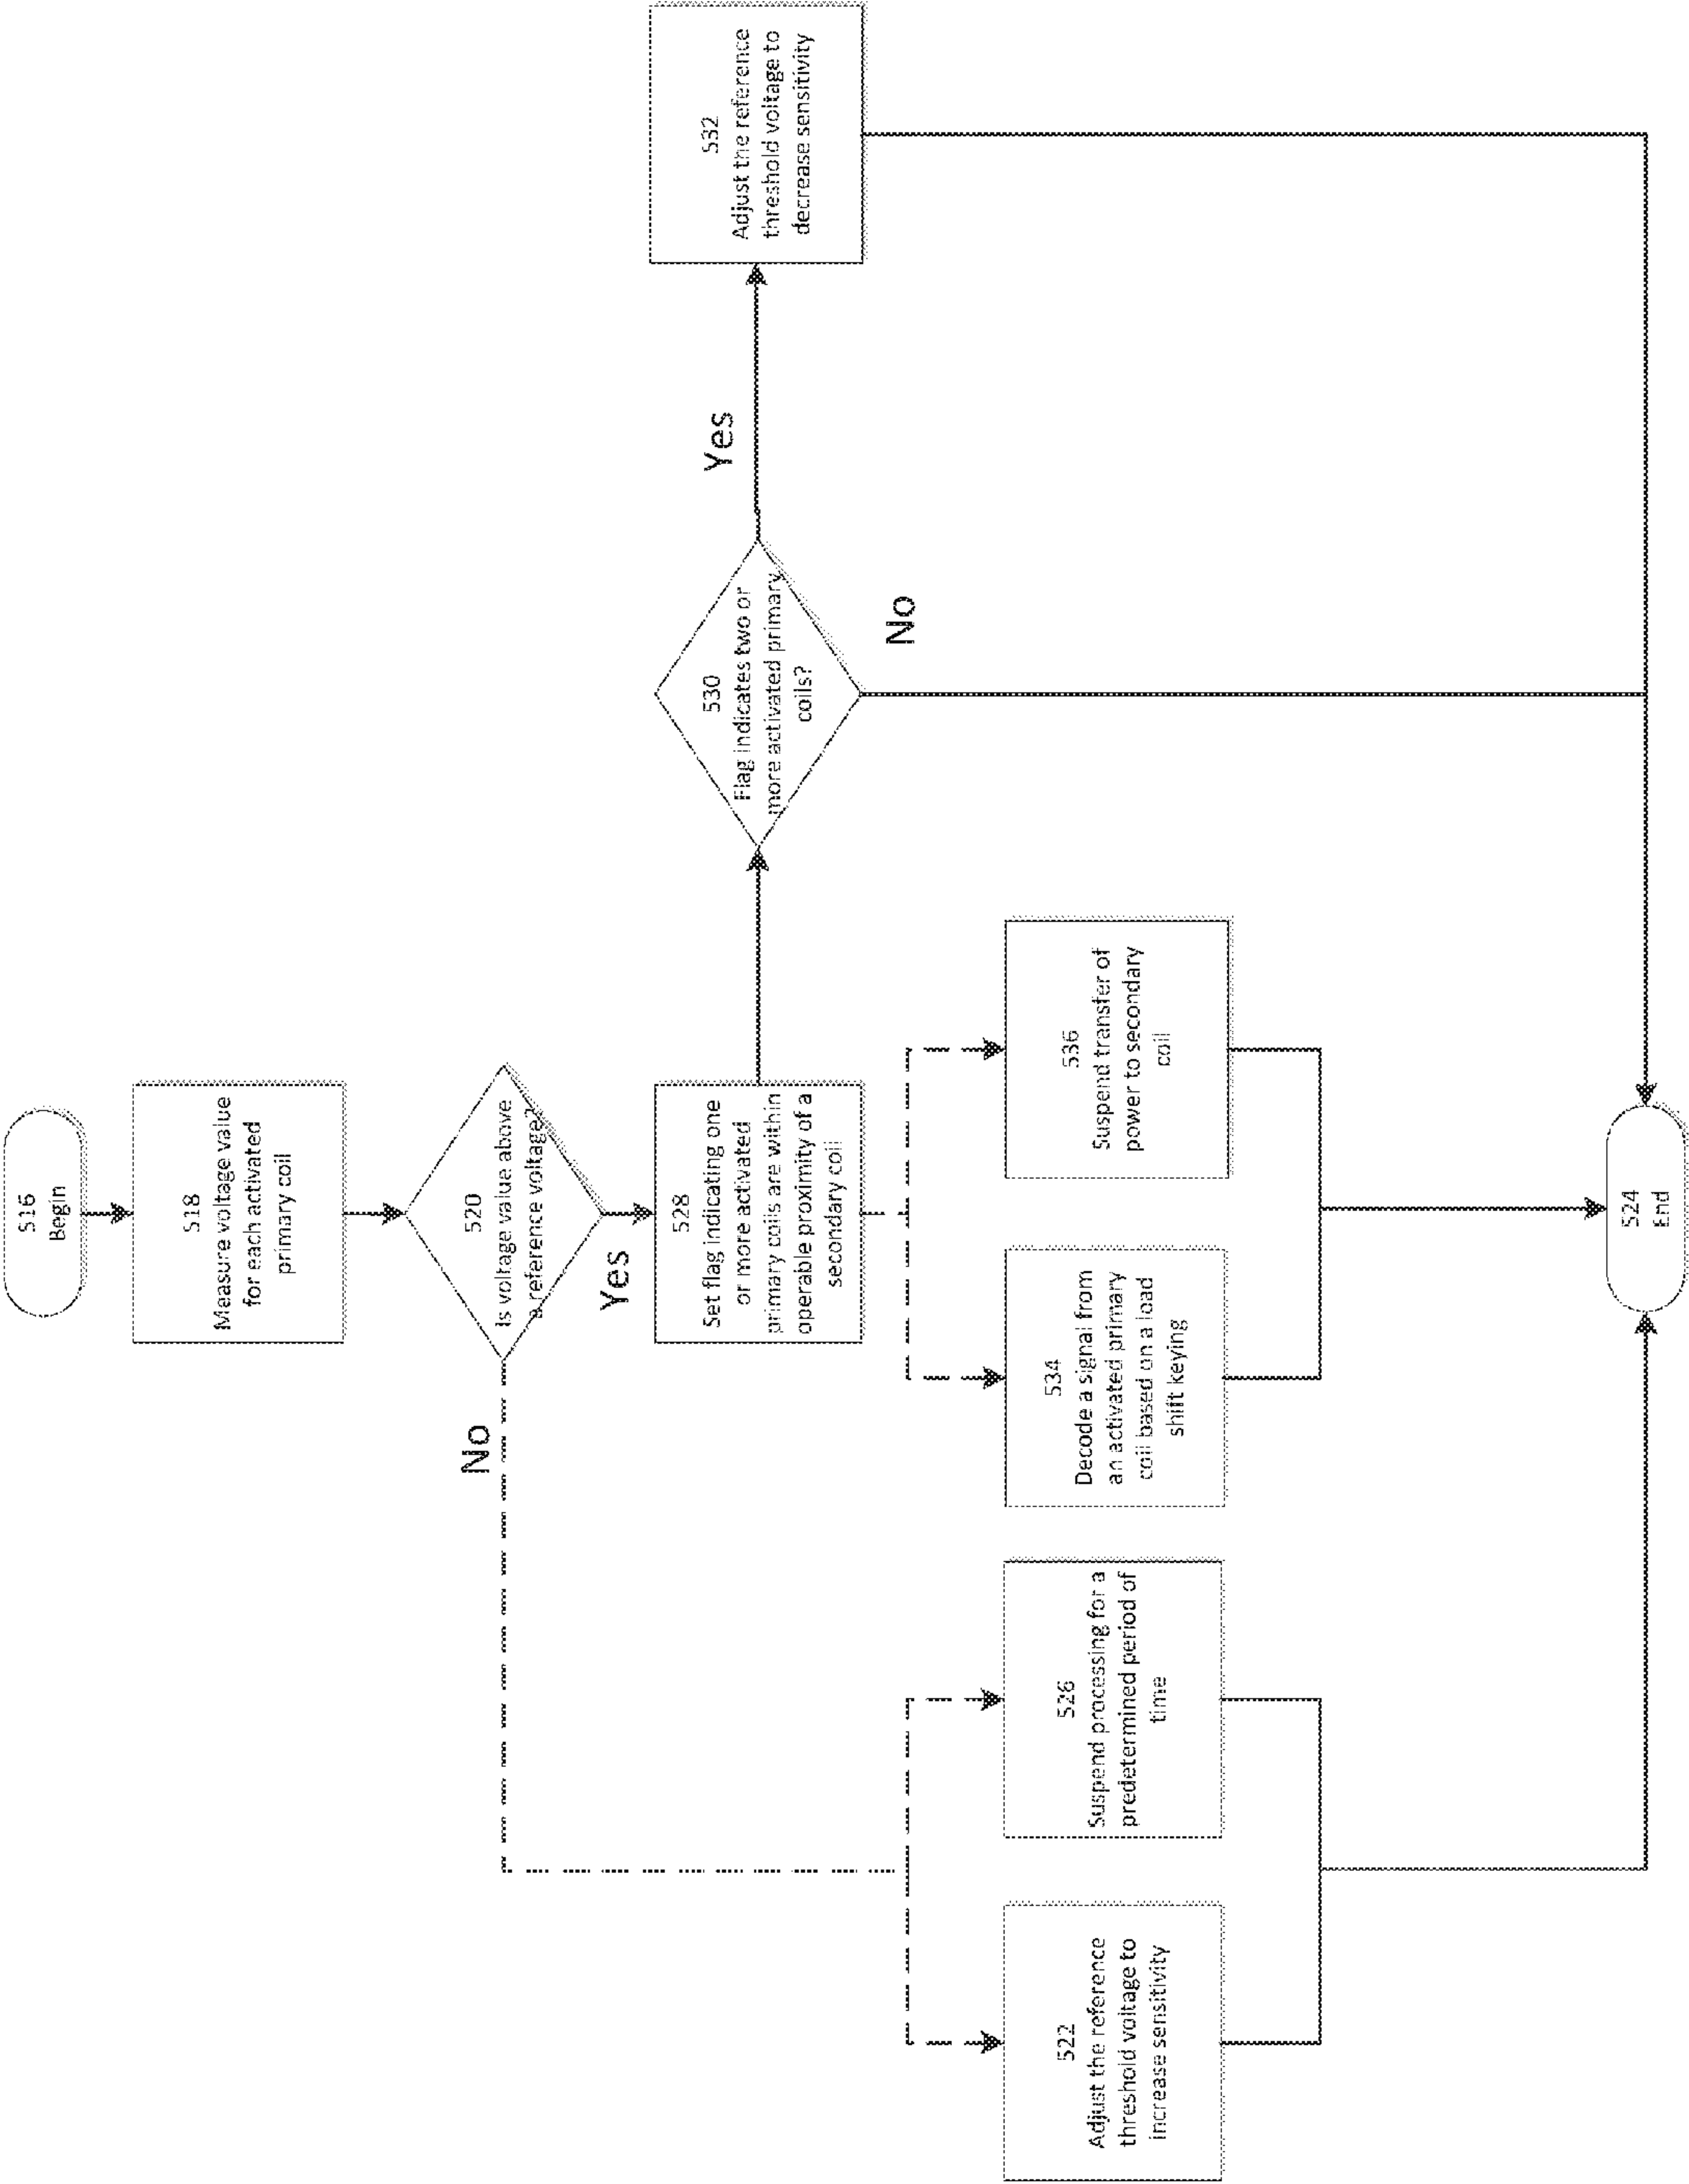 516
Begin
518
Measure voltage value
for each activated
primary coil
520
Is voltage value above
a reference voltage?
No
Yes
528
Set flag indicating one
or more activated
primary coils are within
operable proximity of a
secondary coil
530
Flag indicates two or
more activated primary
coils?
Yes
No
532
Adjust the reference
threshold voltage to
decrease sensitivity
522
Adjust the reference
threshold voltage to
increase sensitivity
526
Suspend processing for a
predetermined period of
time
534
Decode a signal from
an activated primary
coil based on a load
shift keying
536
Suspend transfer of
power to secondary
coil
524
End